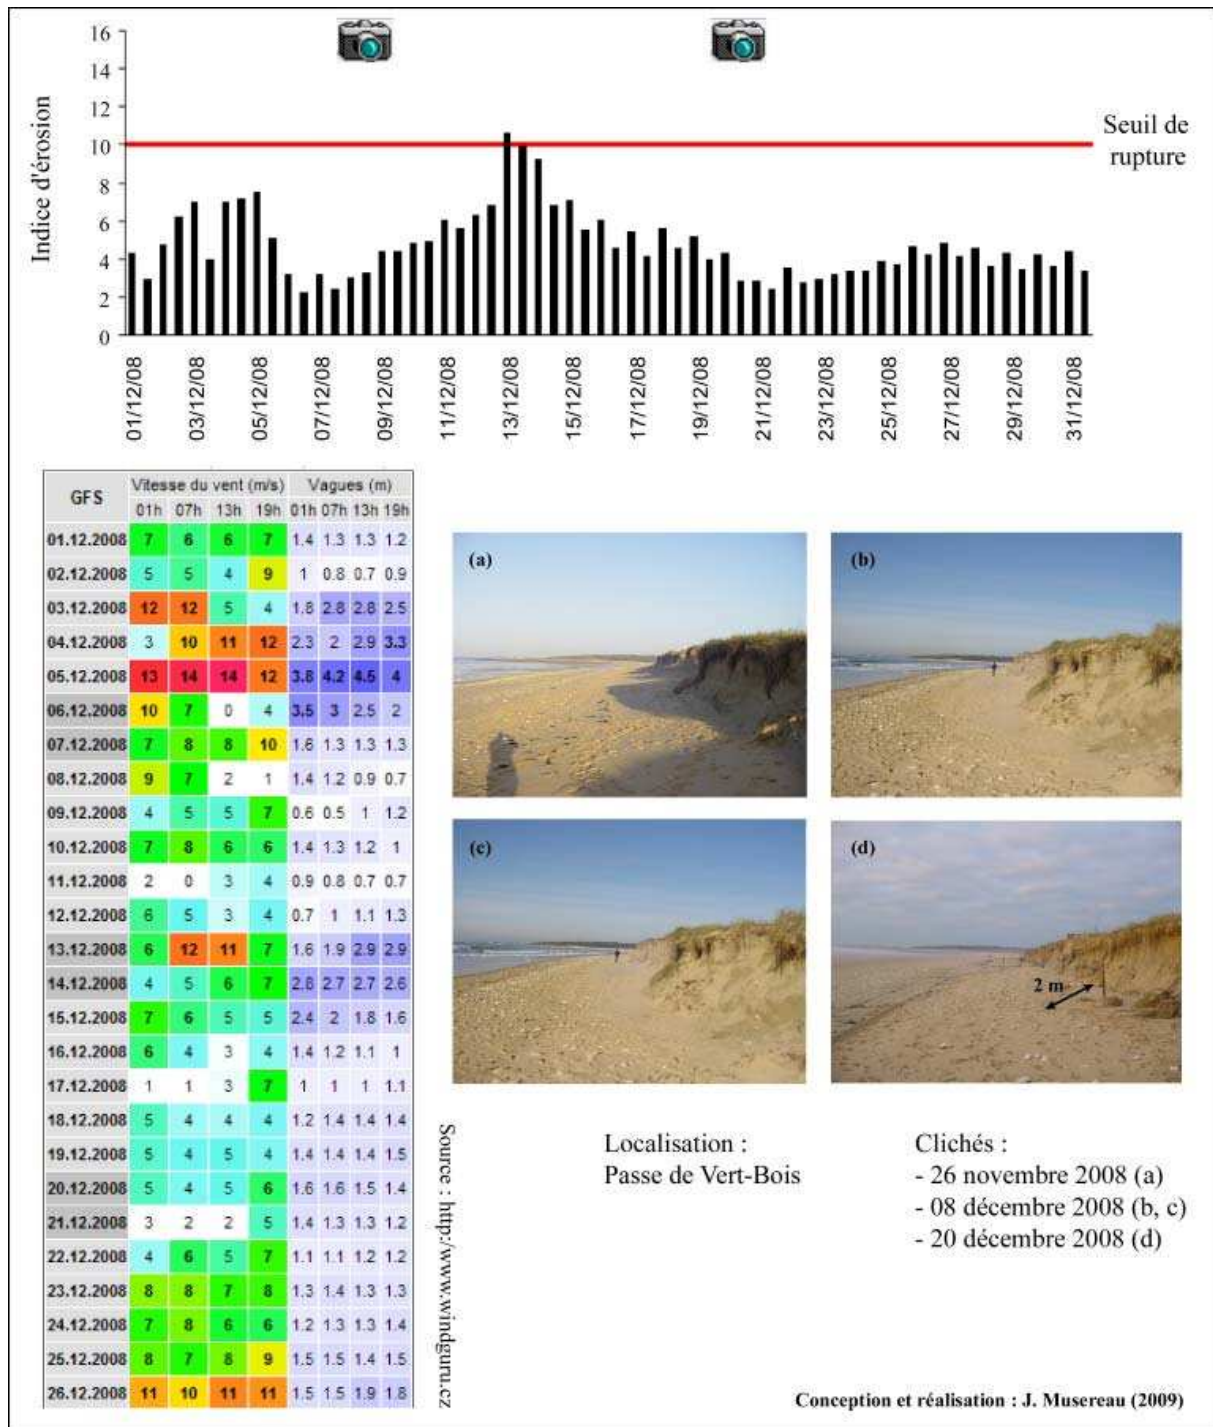 16
14
12
10
8
6
4
2
0
Indice d'érosion
Seuil de
rupture
01/12/08
03/12/08
05/12/08
07/12/08
09/12/08
11/12/08
13/12/08
15/12/08
17/12/08
19/12/08
21/12/08
23/12/08
25/12/08
27/12/08
29/12/08
31/12/08
GFS Vitesse du vent (m/s) Vagues (m)
01h 07h 13h 19h 01h 07h 13h 19h
01.12.2008 7 6 6 7 1.4 1.3 1.3 1.2
02.12.2008 5 5 4 9 1 0.8 0.7 0.9
03.12.2008 12 12 5 4 1.8 2.8 2.8 2.5
04.12.2008 3 10 11 12 2.3 2 2.9 3.3
05.12.2008 13 14 14 12 3.8 4.2 4.5 4
06.12.2008 10 7 0 4 3.5 3 2.5 2
07.12.2008 7 8 8 10 1.6 1.3 1.3 1.3
08.12.2008 9 7 2 1 1.4 1.2 0.9 0.7
09.12.2008 4 5 5 7 0.6 0.5 1 1.2
10.12.2008 7 8 6 6 1.4 1.3 1.2 1
11.12.2008 2 0 3 4 0.9 0.8 0.7 0.7
12.12.2008 6 5 3 4 0.7 1 1.1 1.3
13.12.2008 6 12 11 7 1.6 1.9 2.9 2.9
14.12.2008 4 5 6 7 2.8 2.7 2.7 2.6
15.12.2008 7 6 5 5 2.4 2 1.8 1.6
16.12.2008 6 4 3 4 1.4 1.2 1.1 1
17.12.2008 1 1 3 7 1 1 1 1.1
18.12.2008 5 4 4 4 1.2 1.4 1.4 1.4
19.12.2008 5 4 5 4 1.4 1.4 1.4 1.5
20.12.2008 5 4 5 6 1.6 1.6 1.5 1.4
21.12.2008 3 2 2 5 1.4 1.3 1.3 1.2
22.12.2008 4 6 5 7 1.1 1.1 1.2 1.2
23.12.2008 8 8 7 8 1.3 1.4 1.3 1.3
24.12.2008 7 8 6 6 1.2 1.3 1.3 1.4
25.12.2008 8 7 8 9 1.5 1.5 1.4 1.5
26.12.2008 11 10 11 11 1.5 1.5 1.9 1.8
Source : http:/www.windguru.cz
(a)
(b)
(c)
(d)
2 m
Localisation :
Passe de Vert-Bois
Clichés :
- 26 novembre 2008 (a)
- 08 décembre 2008 (b, c)
- 20 décembre 2008 (d)
Conception et réalisation : J. Musereau (2009)